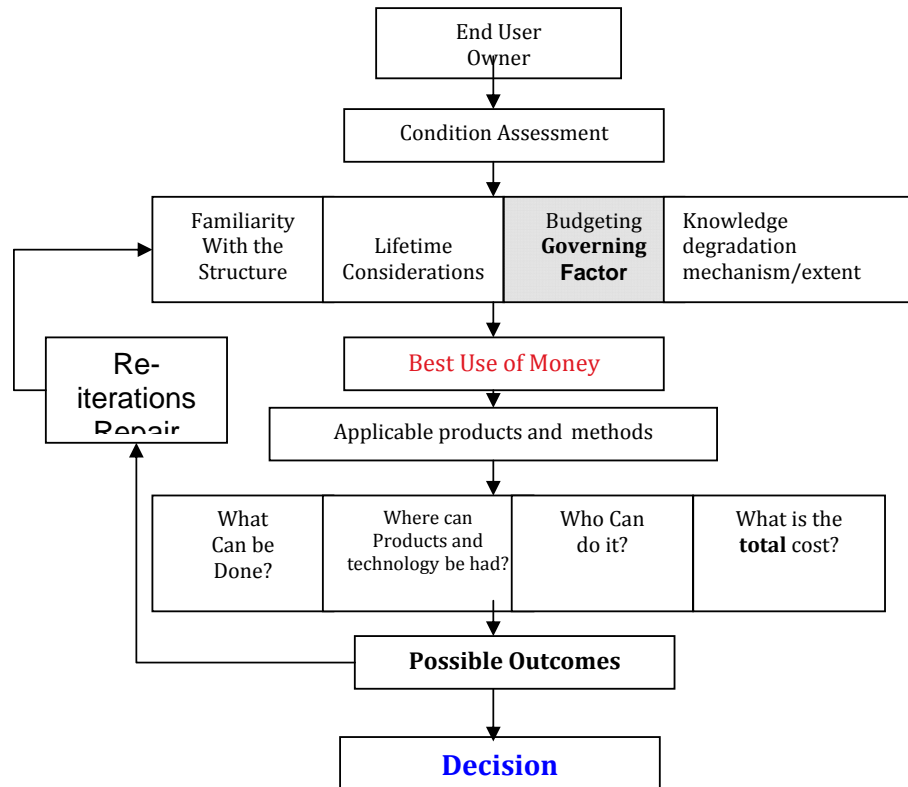 End User
Owner
Condition Assessment
Familiarity
With the
Structure
Lifetime
Considerations
Budgeting
Governing
Factor
Knowledge
degradation
mechanism/extent
Best Use of Money
Re-
iterations
Repair
Applicable products and methods
What
Can be
Done?
Where can
Products and
technology be had?
Who Can
do it?
What is the
total cost?
Possible Outcomes
Decision